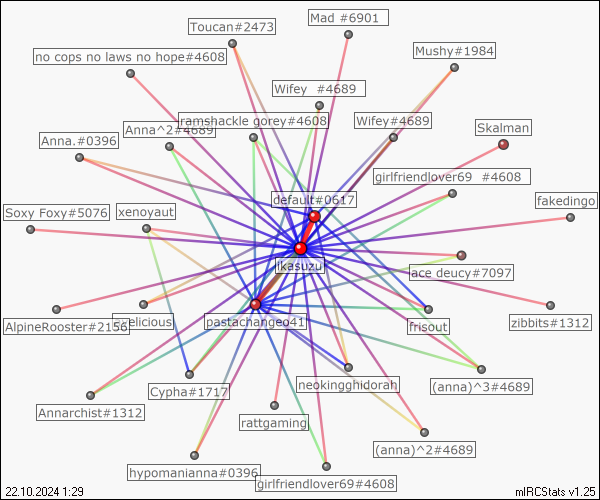 Mad #6901
Toucan#2473
Mushy#1984
no cops no laws no hope#4608
Wifey #4689
ramshackle gorey#4608
Wifey#4689
Anna^2#4689
Skalman
Anna.#0396
girlfriendlover69 #4608
default#0617
fakedingo
Soxy Foxy#5076
xenoyaut
ikasuzu
ace deucy#7097
AlpineRooster#2156
elicious
pastachangeo41
frisout
zibbits#1312
Cypha#1717
neokingghidorah
(anna)^3#4689
Annarchist#1312
rattgaming
(anna)^2#4689
hypomanianna#0396
girlfriendlover69#4608
22.10.2024 1:29
mIRCStats v1.25